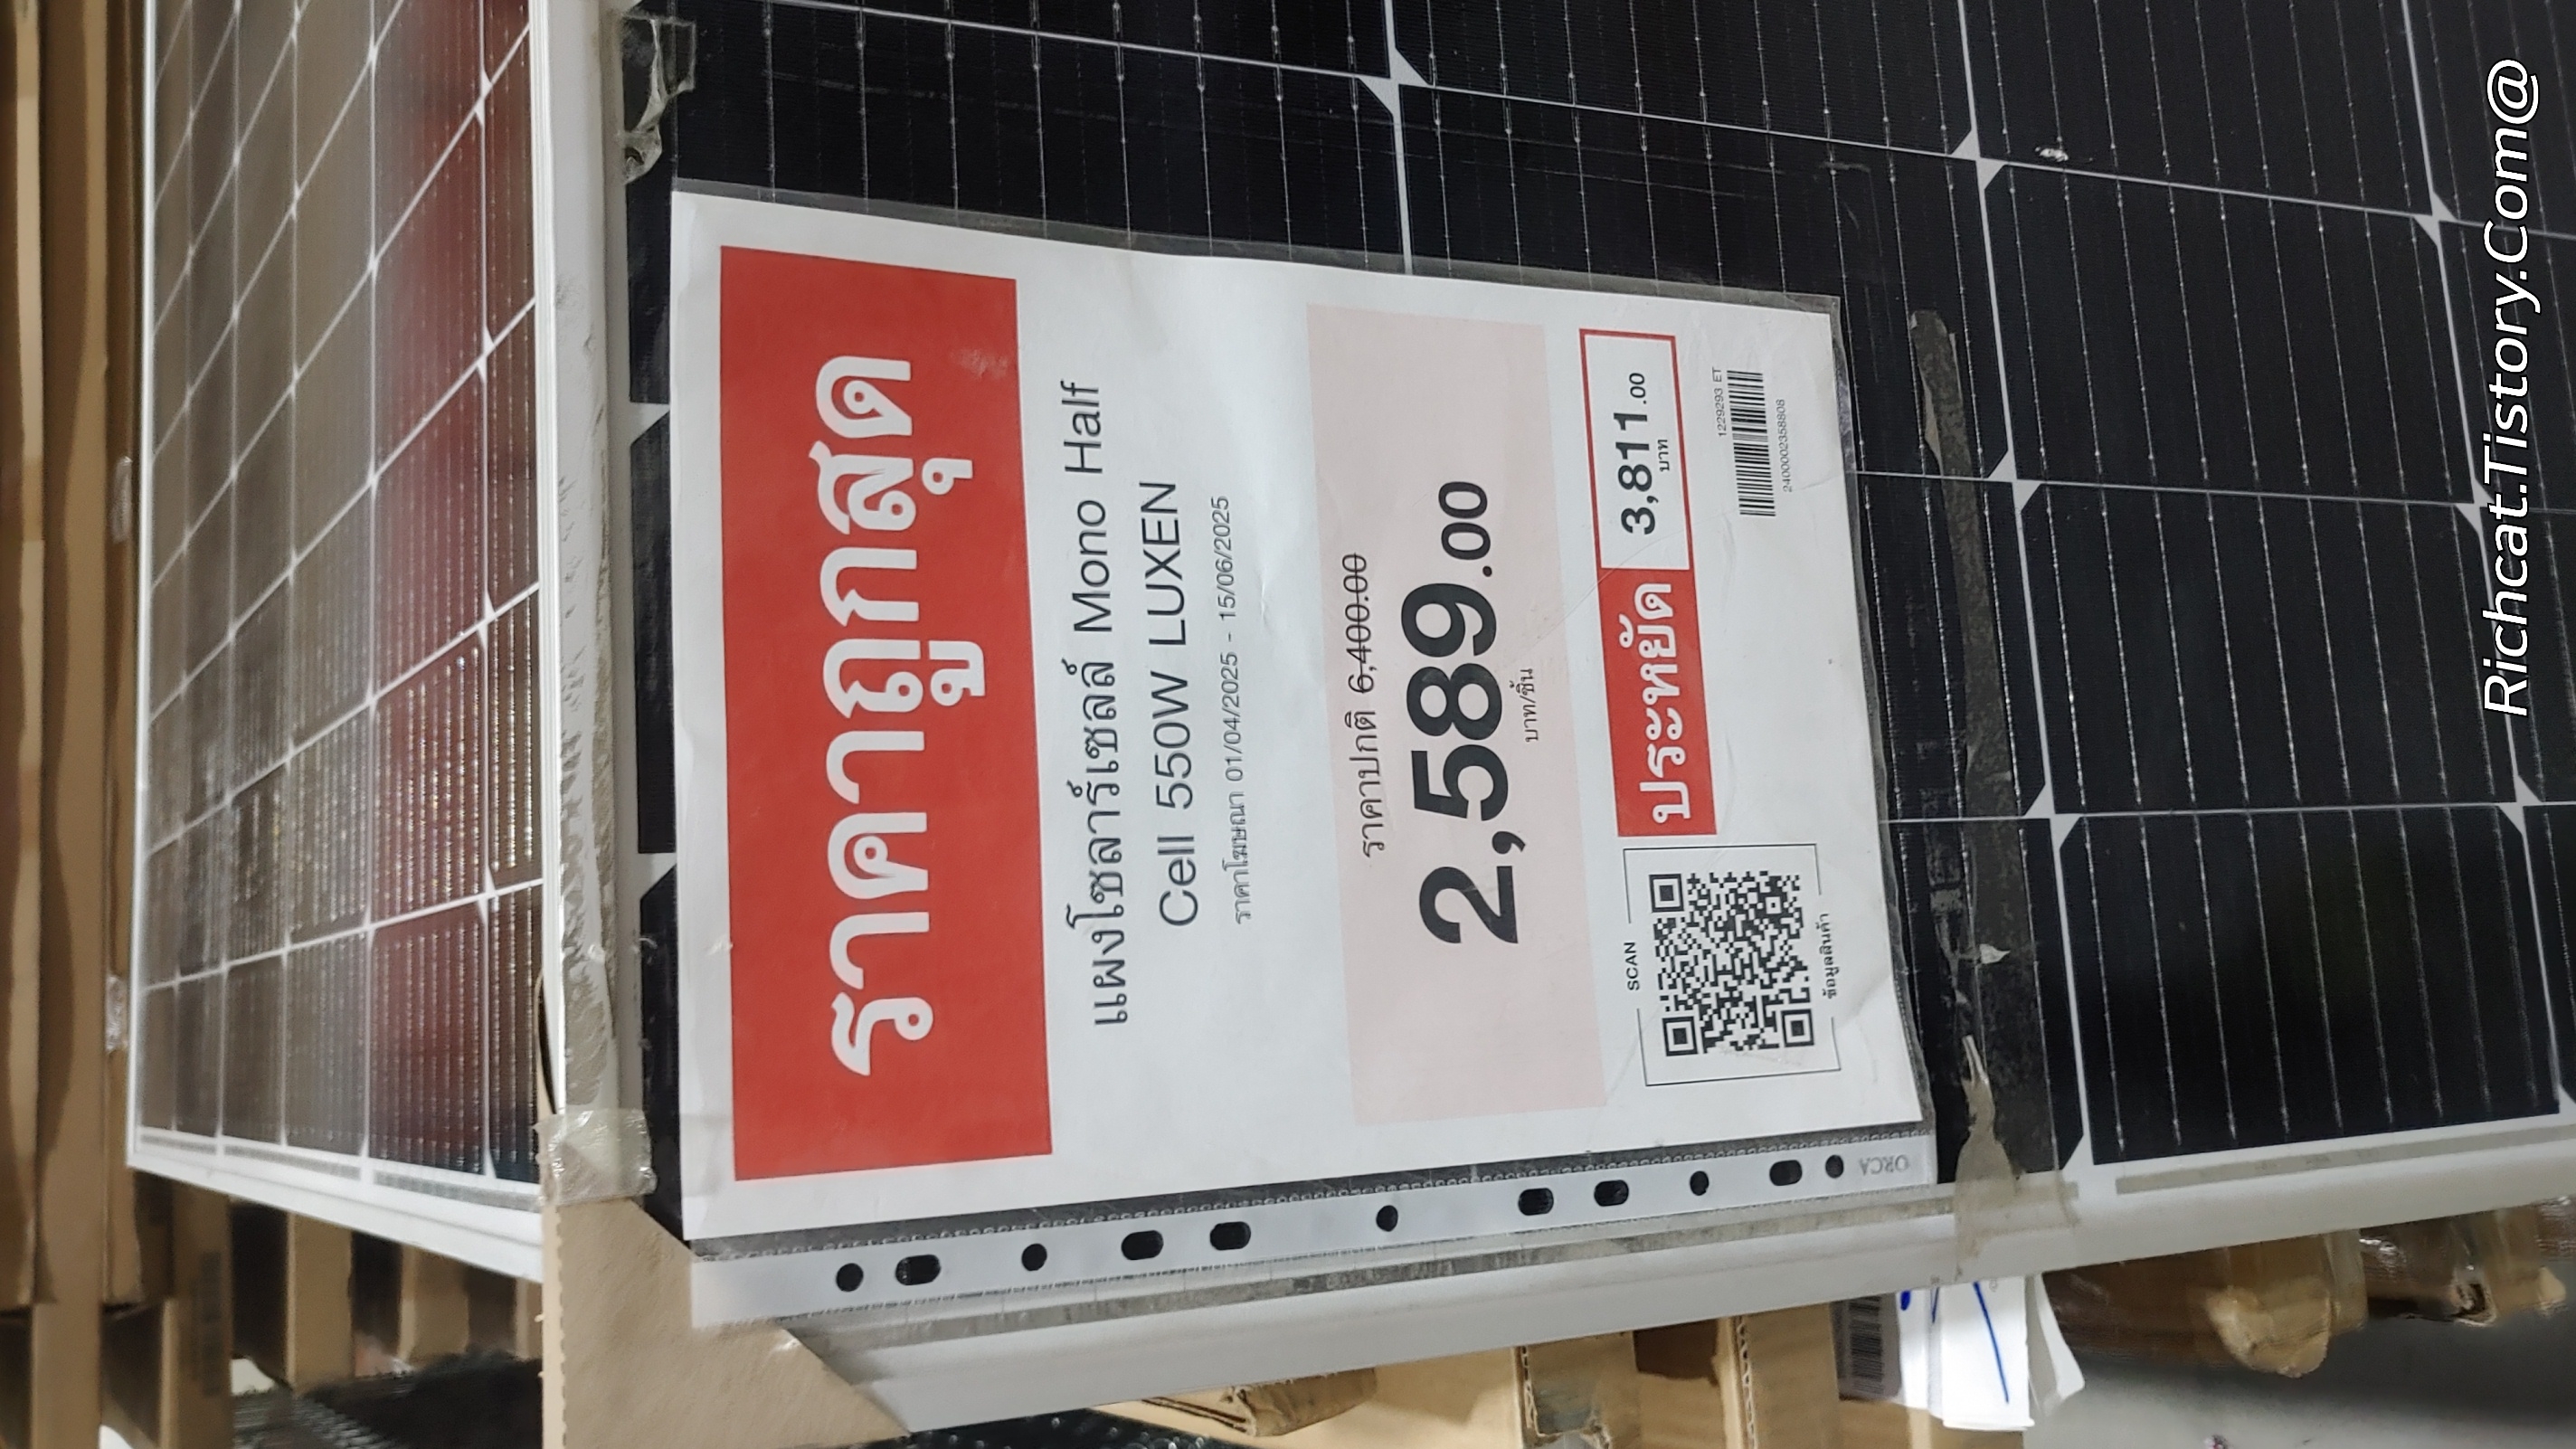 ราคาถูกสุด
แผงโซลาร์เซลล์ Mono Half
Cell 550W LUXEN
ราคาโฆษณา 01/04/2025 - 15/06/2025
ราคาปกติ 6,400.00
2,589.00
บาท/ชิ้น
SCAN
ข้อมูลสินค้า
ประหยัด 3,811.00
บาท
1229293 ET
2400002358808
ORCA
Richcat.Tistory.Com@